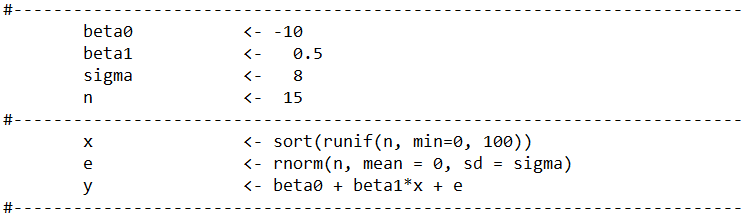 #-----------------------------------------------------------------------
beta0 <- -10
beta1 <- 0.5
sigma <- 8
n <- 15
#-----------------------------------------------------------------------
x <- sort(runif(n, min=0, 100))
e <- rnorm(n, mean = 0, sd = sigma)
y <- beta0 + beta1*x + e
#-----------------------------------------------------------------------